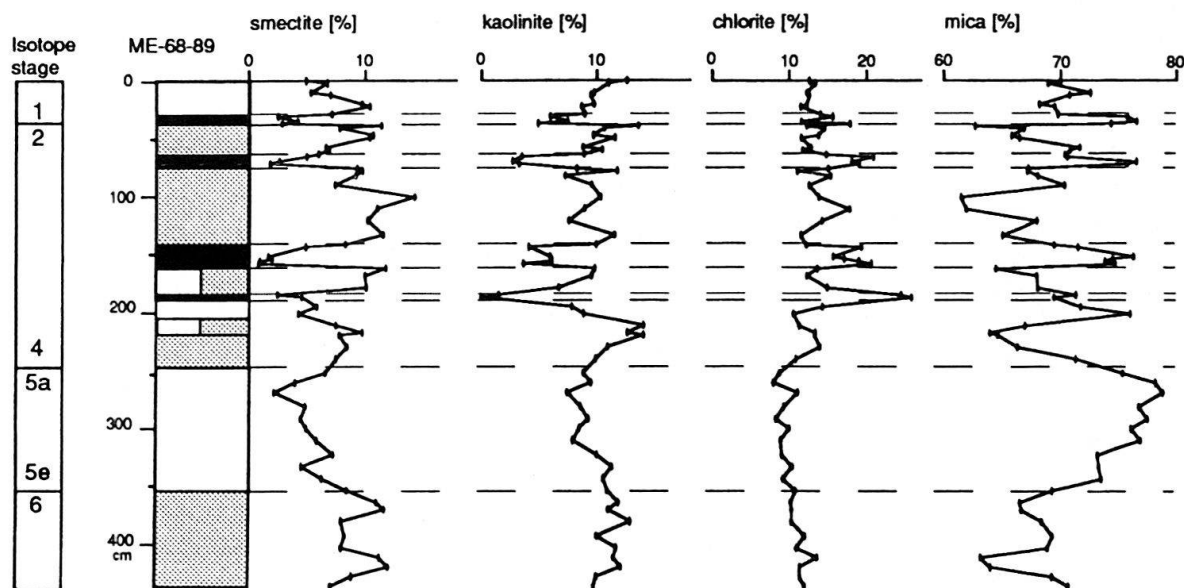 smectite [%] kaolinite [%] chlorite [%] mica [%]
Isotope stage ME-68-89
0 10 0 10 0 10 20 60 70 80
0
1
2
100
200
4
5a
300
5e
6
400
cm